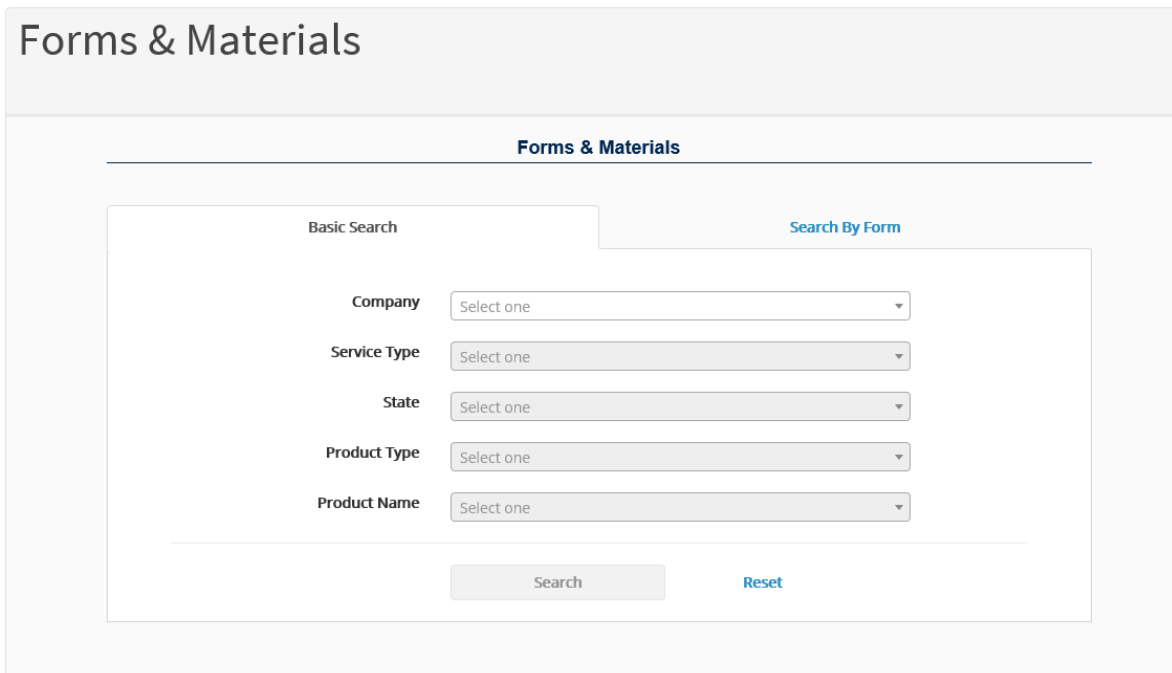 Forms & Materials
Forms & Materials
Basic Search Search By Form
Company Select one
Service Type Select one
State Select one
Product Type Select one
Product Name Select one
Search Reset